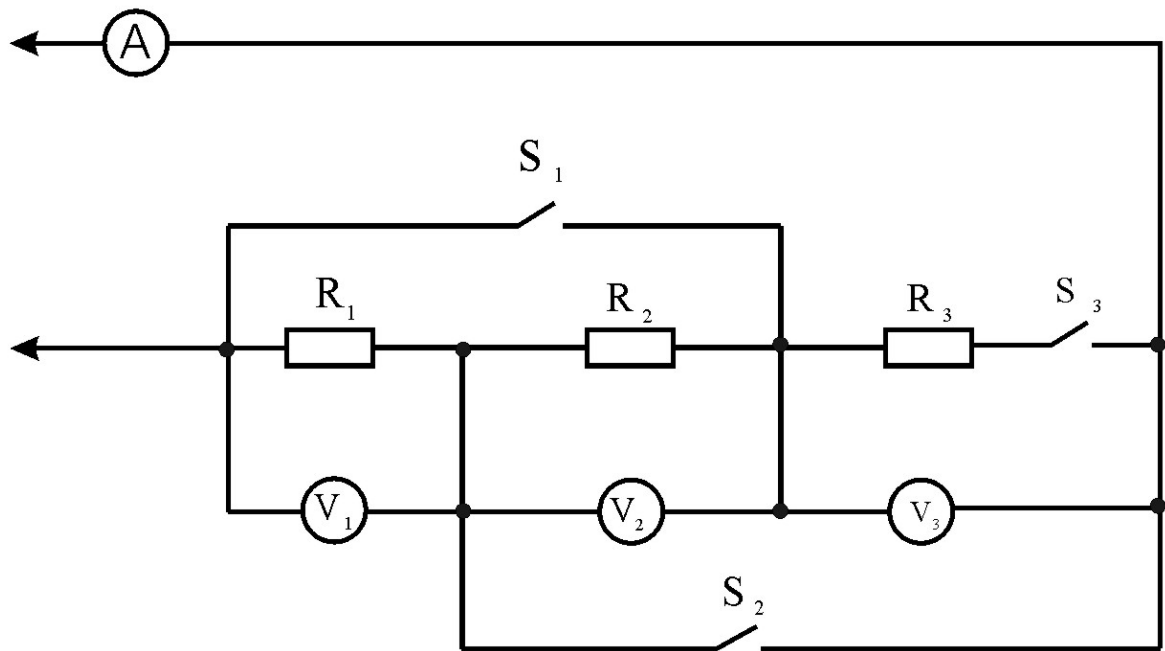 A
S₁
R₁ R₂ R₃ S₃
V₁ V₂ V₃
S₂